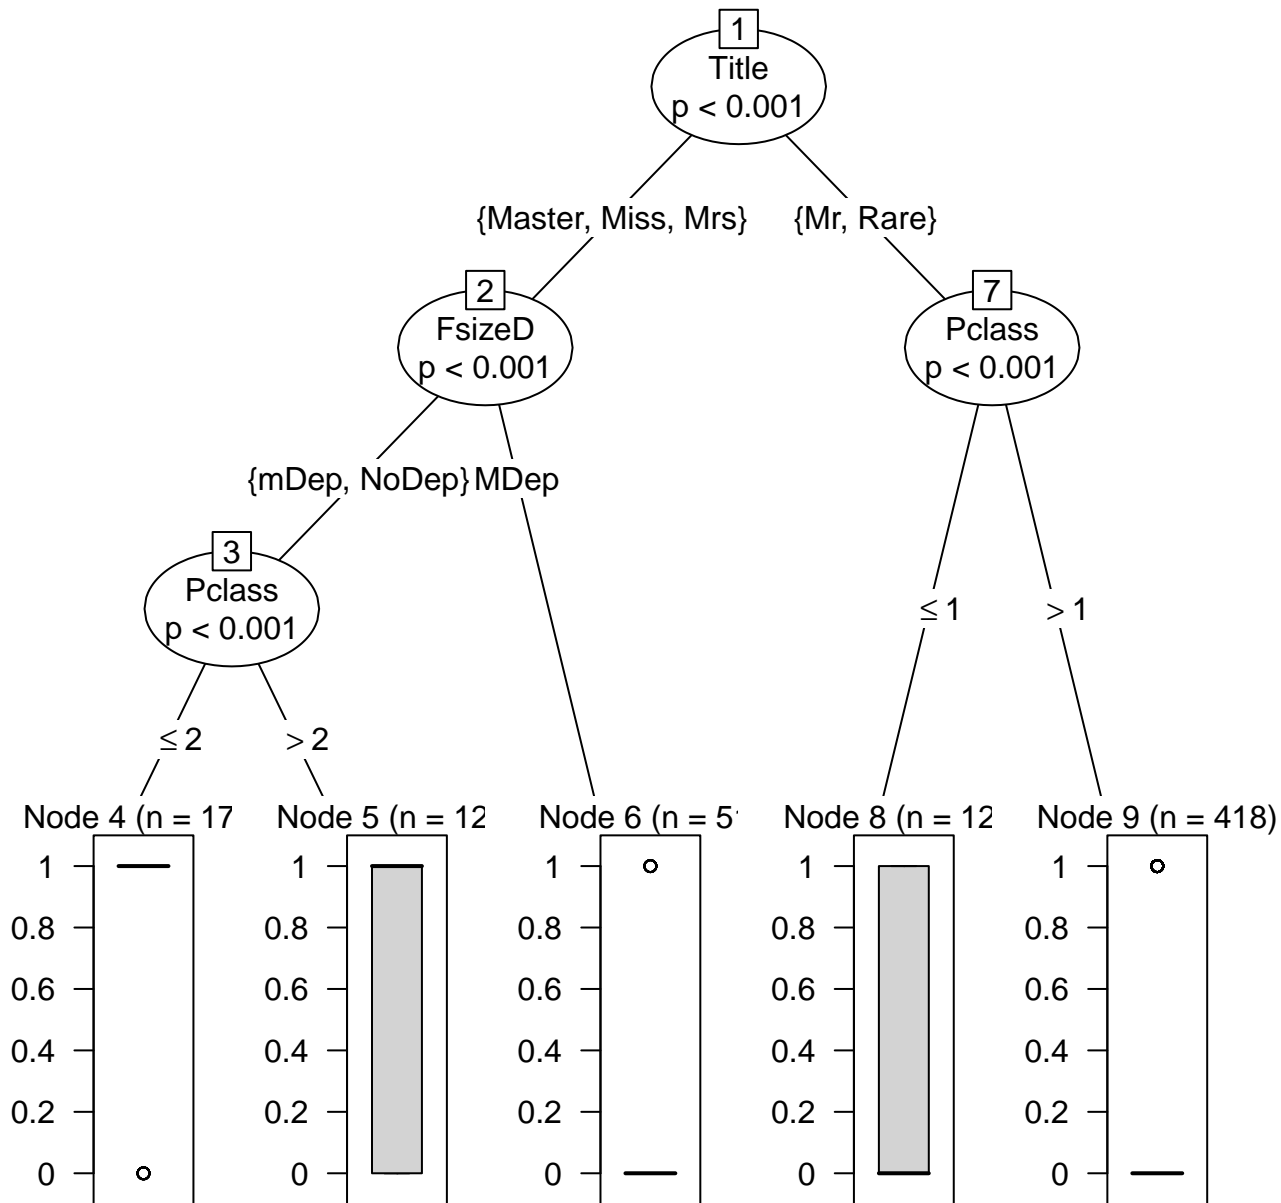 1
Title
p < 0.001
{Master, Miss, Mrs}
{Mr, Rare}
2
FsizeD
p < 0.001
7
Pclass
p < 0.001
{mDep, NoDep}
MDep
3
Pclass
p < 0.001
≤ 1
> 1
≤ 2
> 2
Node 4 (n = 17
Node 5 (n = 12
Node 6 (n = 5
Node 8 (n = 12
Node 9 (n = 418)
1
0.8
0.6
0.4
0.2
0
1
0.8
0.6
0.4
0.2
0
1
0.8
0.6
0.4
0.2
0
1
0.8
0.6
0.4
0.2
0
1
0.8
0.6
0.4
0.2
0